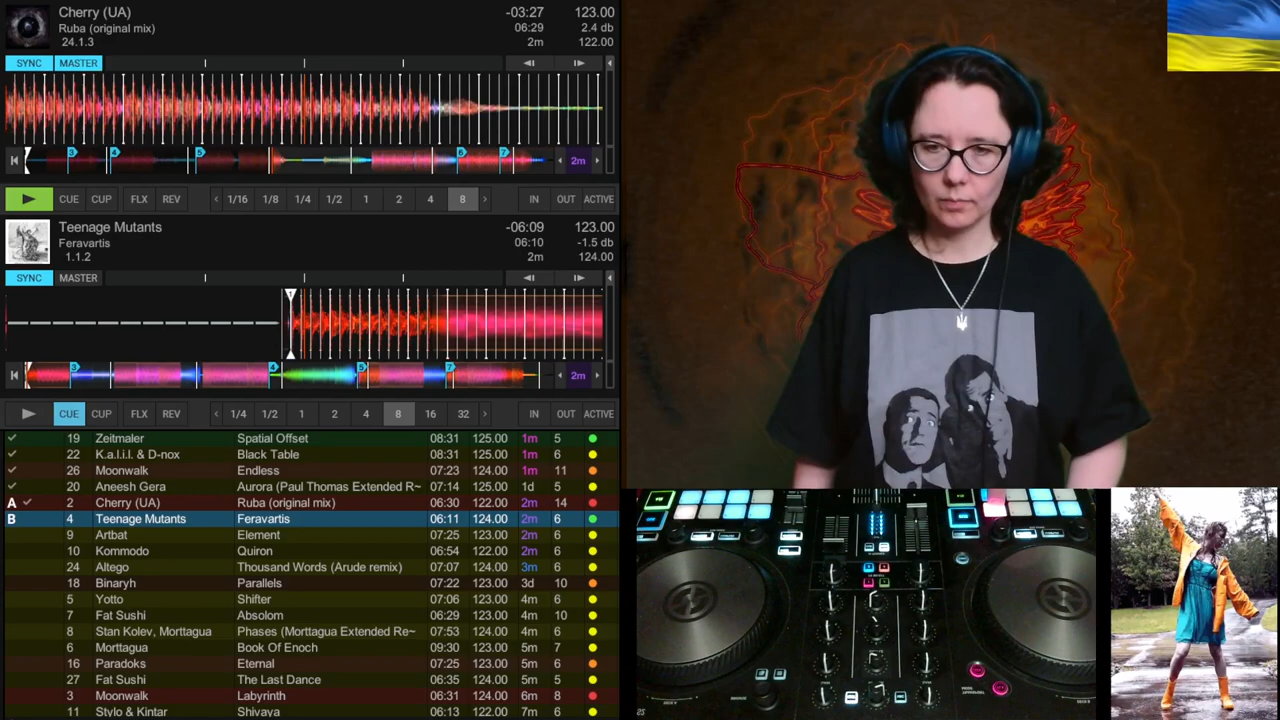 Cherry (UA) -03:27 123.00
Ruba (original mix) 06:29 2.4 db
24.1.3 2m 122.00
SYNC MASTER
3 4 5 6 7 2m
CUE CUP FLX REV 1/16 1/8 1/4 1/2 1 2 4 8 IN OUT ACTIVE
Teenage Mutants -06:09 123.00
Feravartis 06:10 -1.5 db
1.1.2 2m 124.00
SYNC MASTER
1
3 4 5 7 2m
CUE CUP FLX REV 1/4 1/2 1 2 4 8 16 32 IN OUT ACTIVE
19 Zeitmaler Spatial Offset 08:31 125.00 1m 5
22 K.a.l.i.l. & D-nox Black Table 08:31 125.00 1m 6
26 Moonwalk Endless 07:23 124.00 1m 11
20 Aneesh Gera Aurora (Paul Thomas Extended R~ 07:14 125.00 1d 5
A 2 Cherry (UA) Ruba (original mix) 06:30 122.00 2m 14
B 4 Teenage Mutants Feravartis 06:11 124.00 2m 6
9 Artbat Element 07:25 123.00 2m 6
10 Kommodo Quiron 06:54 122.00 2m 6
24 Altego Thousand Words (Arude remix) 07:07 124.00 3m 6
18 Binaryh Parallels 07:22 123.00 3d 10
5 Yotto Shifter 07:06 123.00 4m 6
7 Fat Sushi Absolom 06:29 123.00 4m 10
8 Stan Kolev, Morttagua Phases (Morttagua Extended Re~ 07:53 124.00 4m 6
6 Morttagua Book Of Enoch 09:30 123.00 5m 7
16 Paradoks Eternal 07:25 123.00 5m 6
27 Fat Sushi The Last Dance 06:35 124.00 5m 5
3 Moonwalk Labyrinth 06:31 124.00 6m 8
11 Stylo & Kintar Shivaya 06:13 122.00 7m 6